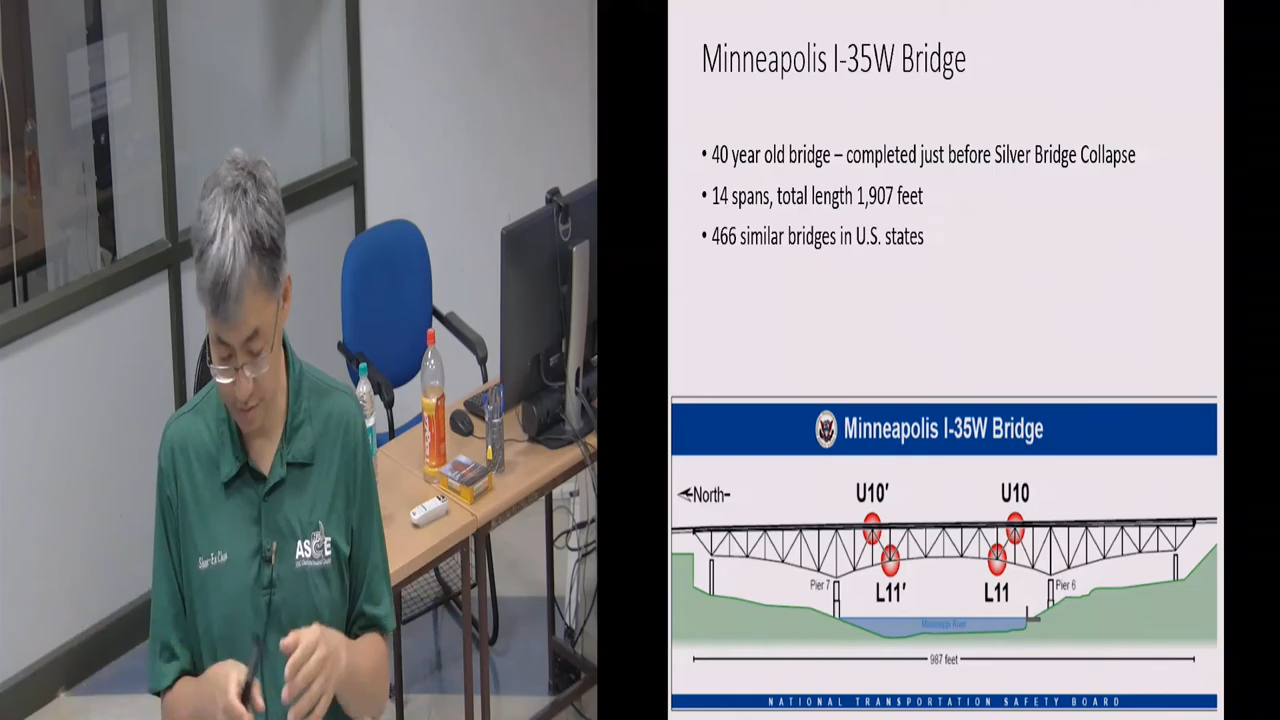 Minneapolis I-35W Bridge
• 40 year old bridge – completed just before Silver Bridge Collapse
• 14 spans, total length 1,907 feet
• 466 similar bridges in U.S. states
Minneapolis I-35W Bridge
North
U10′
U10
Pier 7
L11′
L11
Pier 6
Mississippi River
987 feet
NATIONAL TRANSPORTATION SAFETY BOARD
ASCE